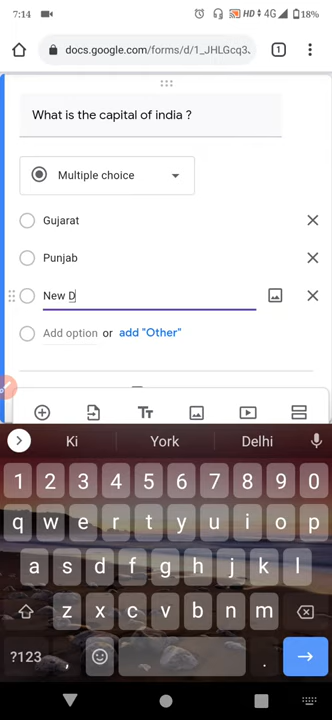 7:14 HD 4G 18%
docs.google.com/forms/d/1_JHLGcq3 1
What is the capital of india ?
Multiple choice
Gujarat
Punjab
New D
Add option or add "Other"
Tt
Ki York Delhi
1 2 3 4 5 6 7 8 9 0
q w e r t y u i o p
a s d f g h j k l
z x c v b n m
?123 , .